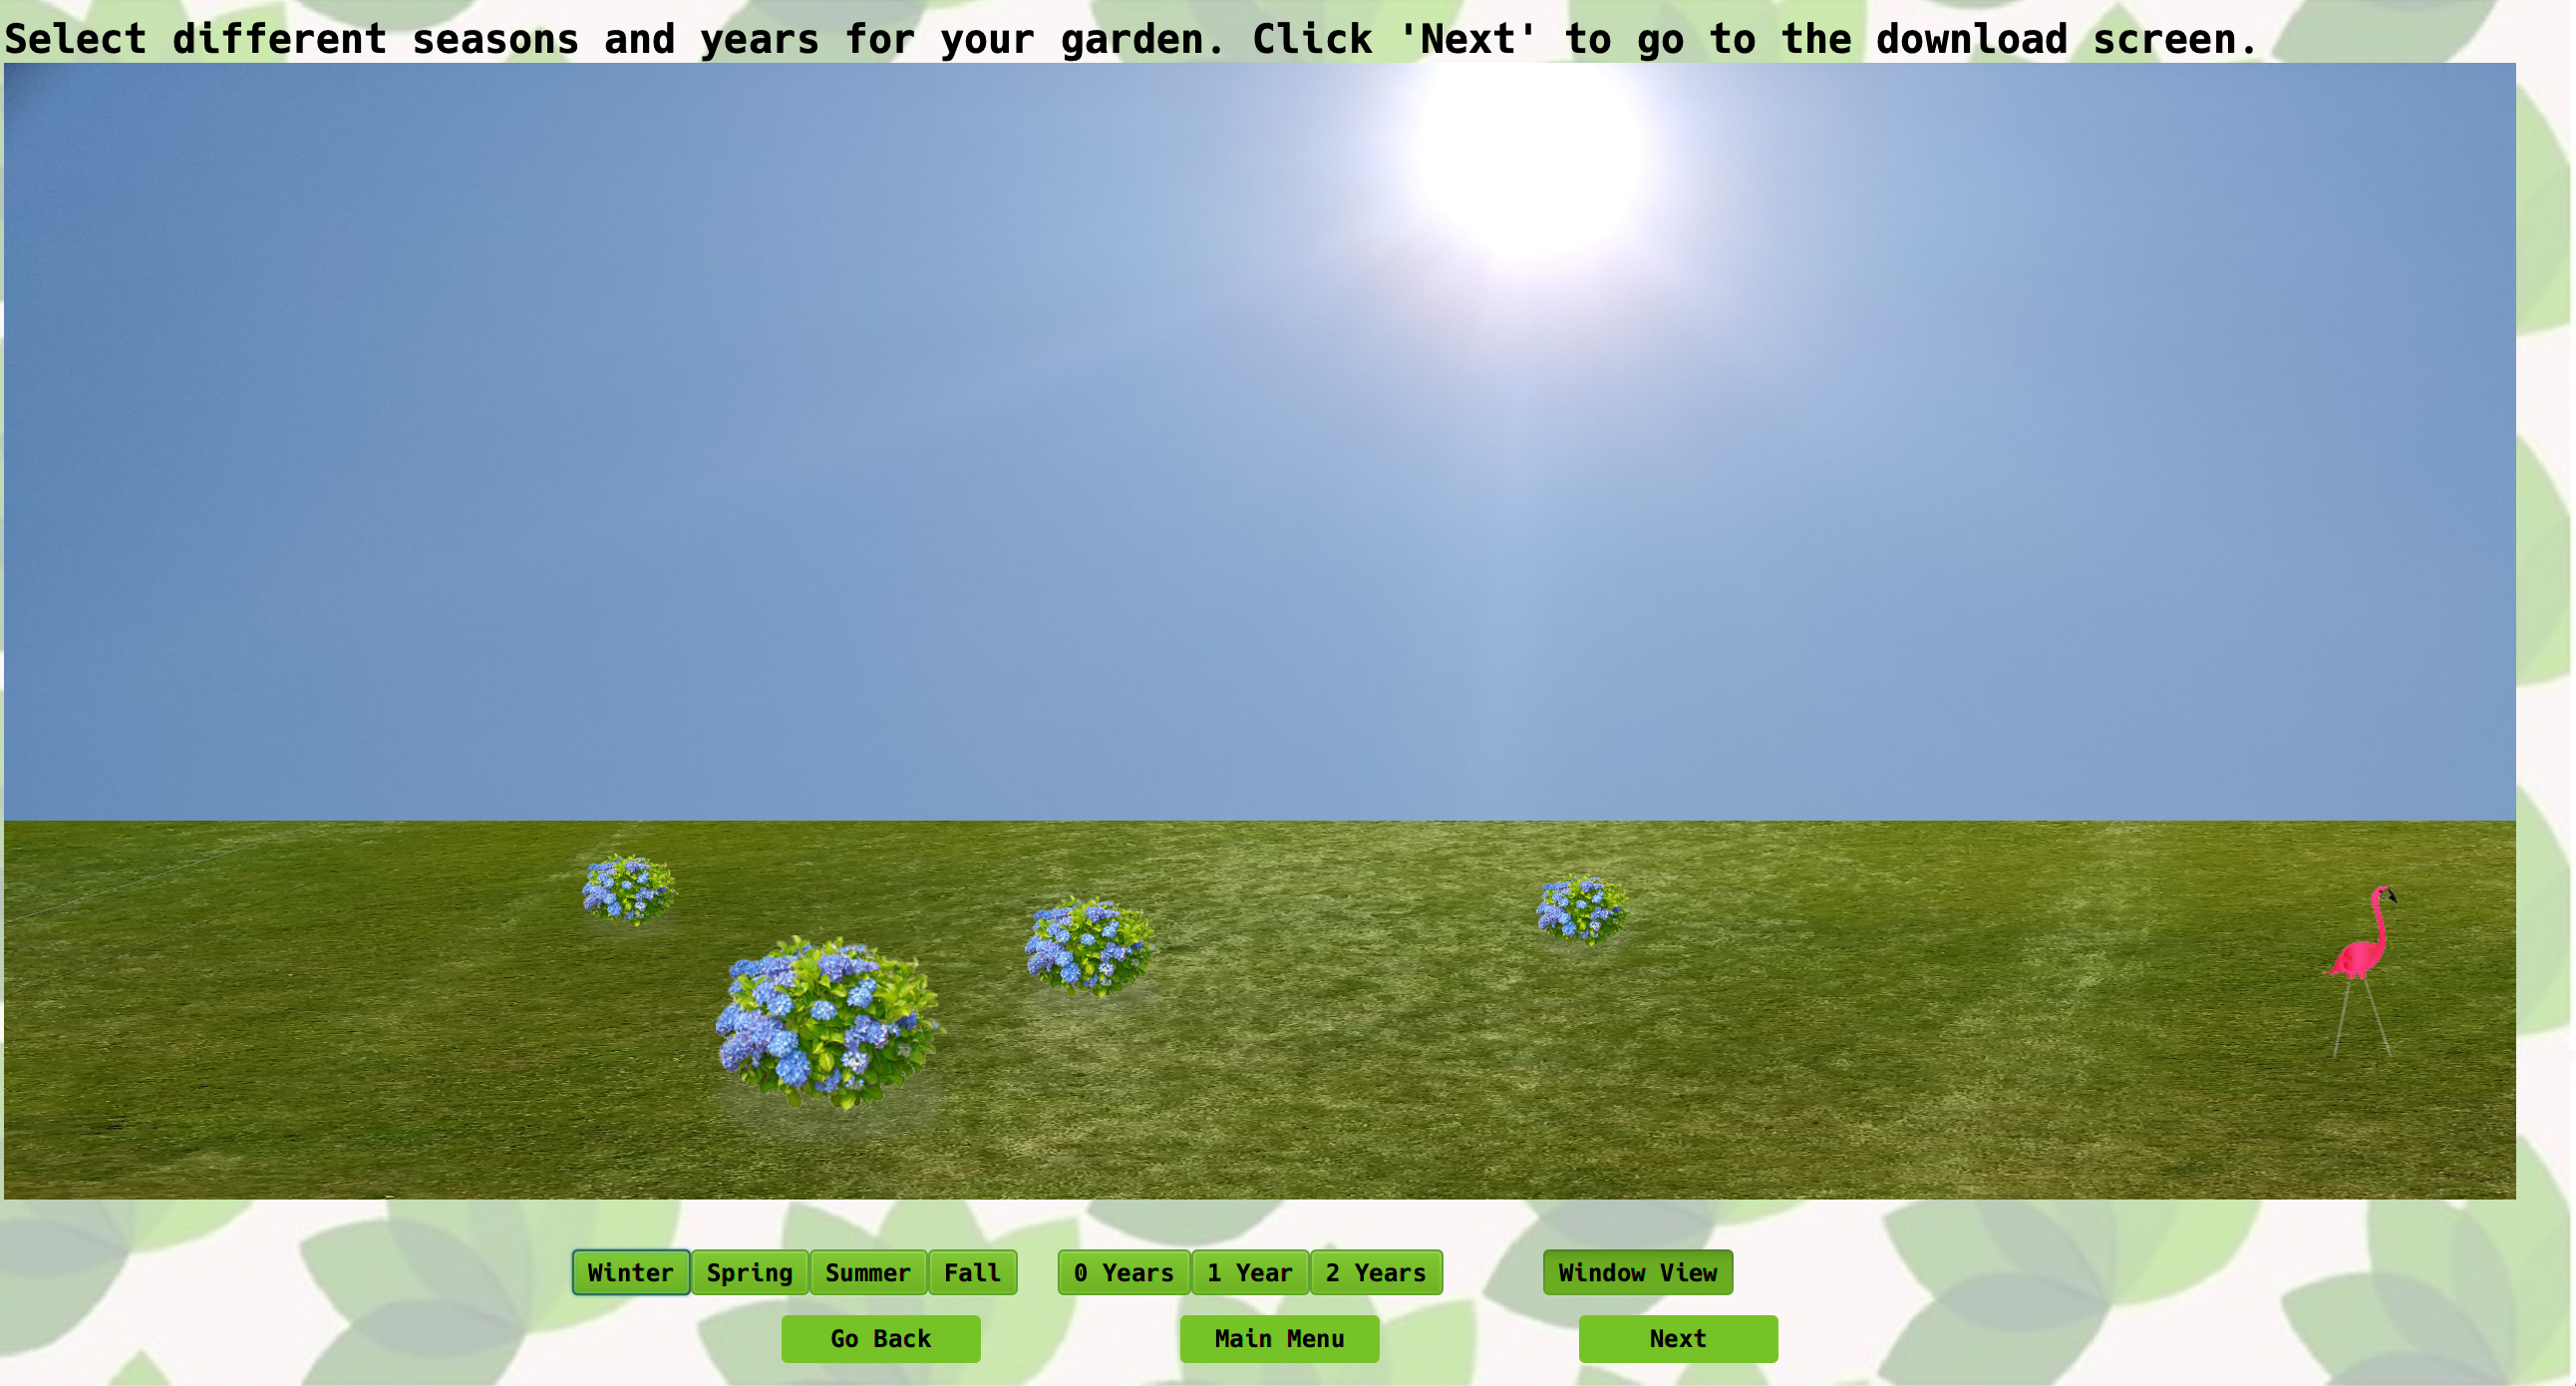 Select different seasons and years for your garden. Click 'Next' to go to the download screen.
Winter Spring Summer Fall 0 Years 1 Year 2 Years Window View
Go Back Main Menu Next